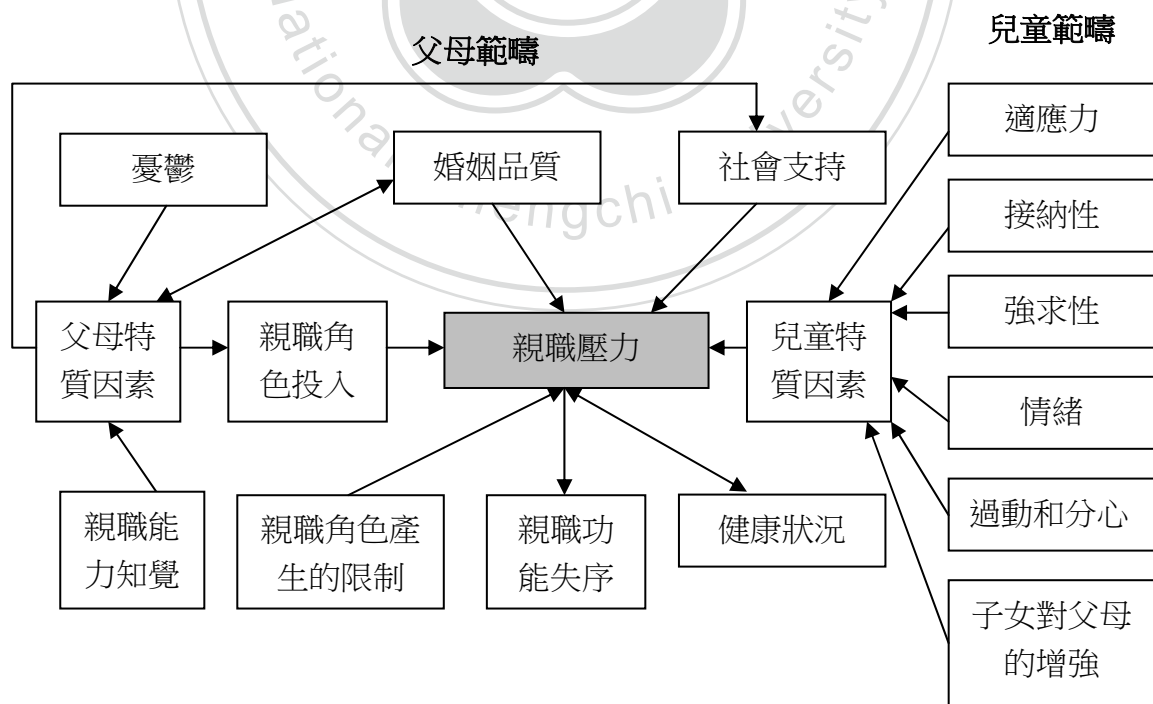 父母範疇
兒童範疇
憂鬱
婚姻品質
社會支持
適應力
接納性
強求性
情緒
過動和分心
子女對父母
的增強
父母特
質因素
親職角
色投入
親職壓力
兒童特
質因素
親職能
力知覺
親職角色產
生的限制
親職功
能失序
健康狀況